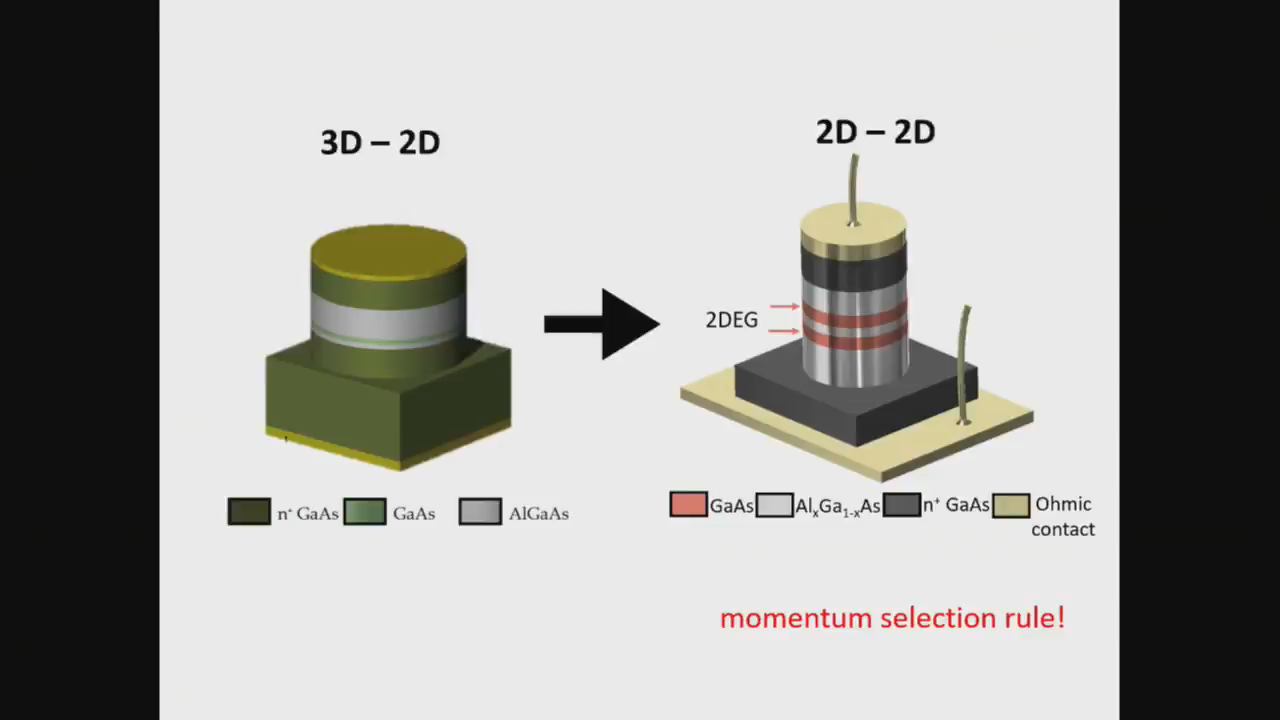 3D – 2D
2D – 2D
2DEG
n⁺ GaAs GaAs AlGaAs
GaAs AlₓGa₁₋ₓAs n⁺ GaAs Ohmic contact
momentum selection rule!